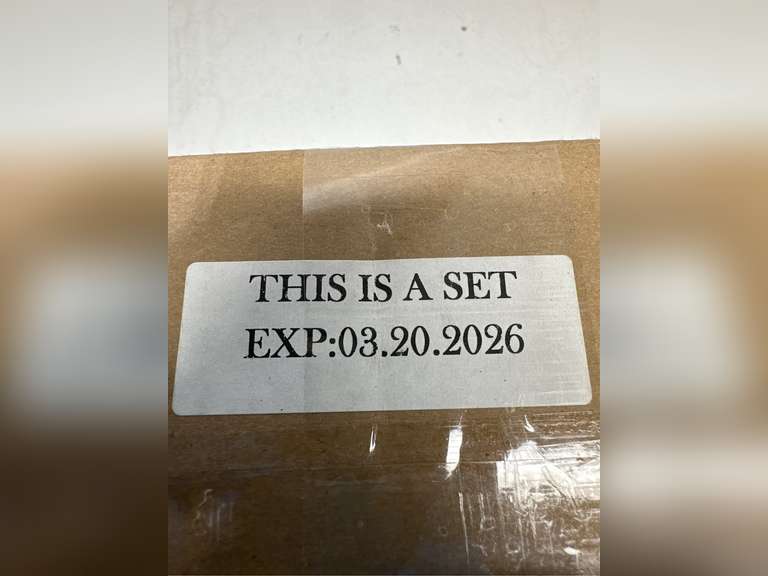 THIS IS A SET
EXP:03.20.2026